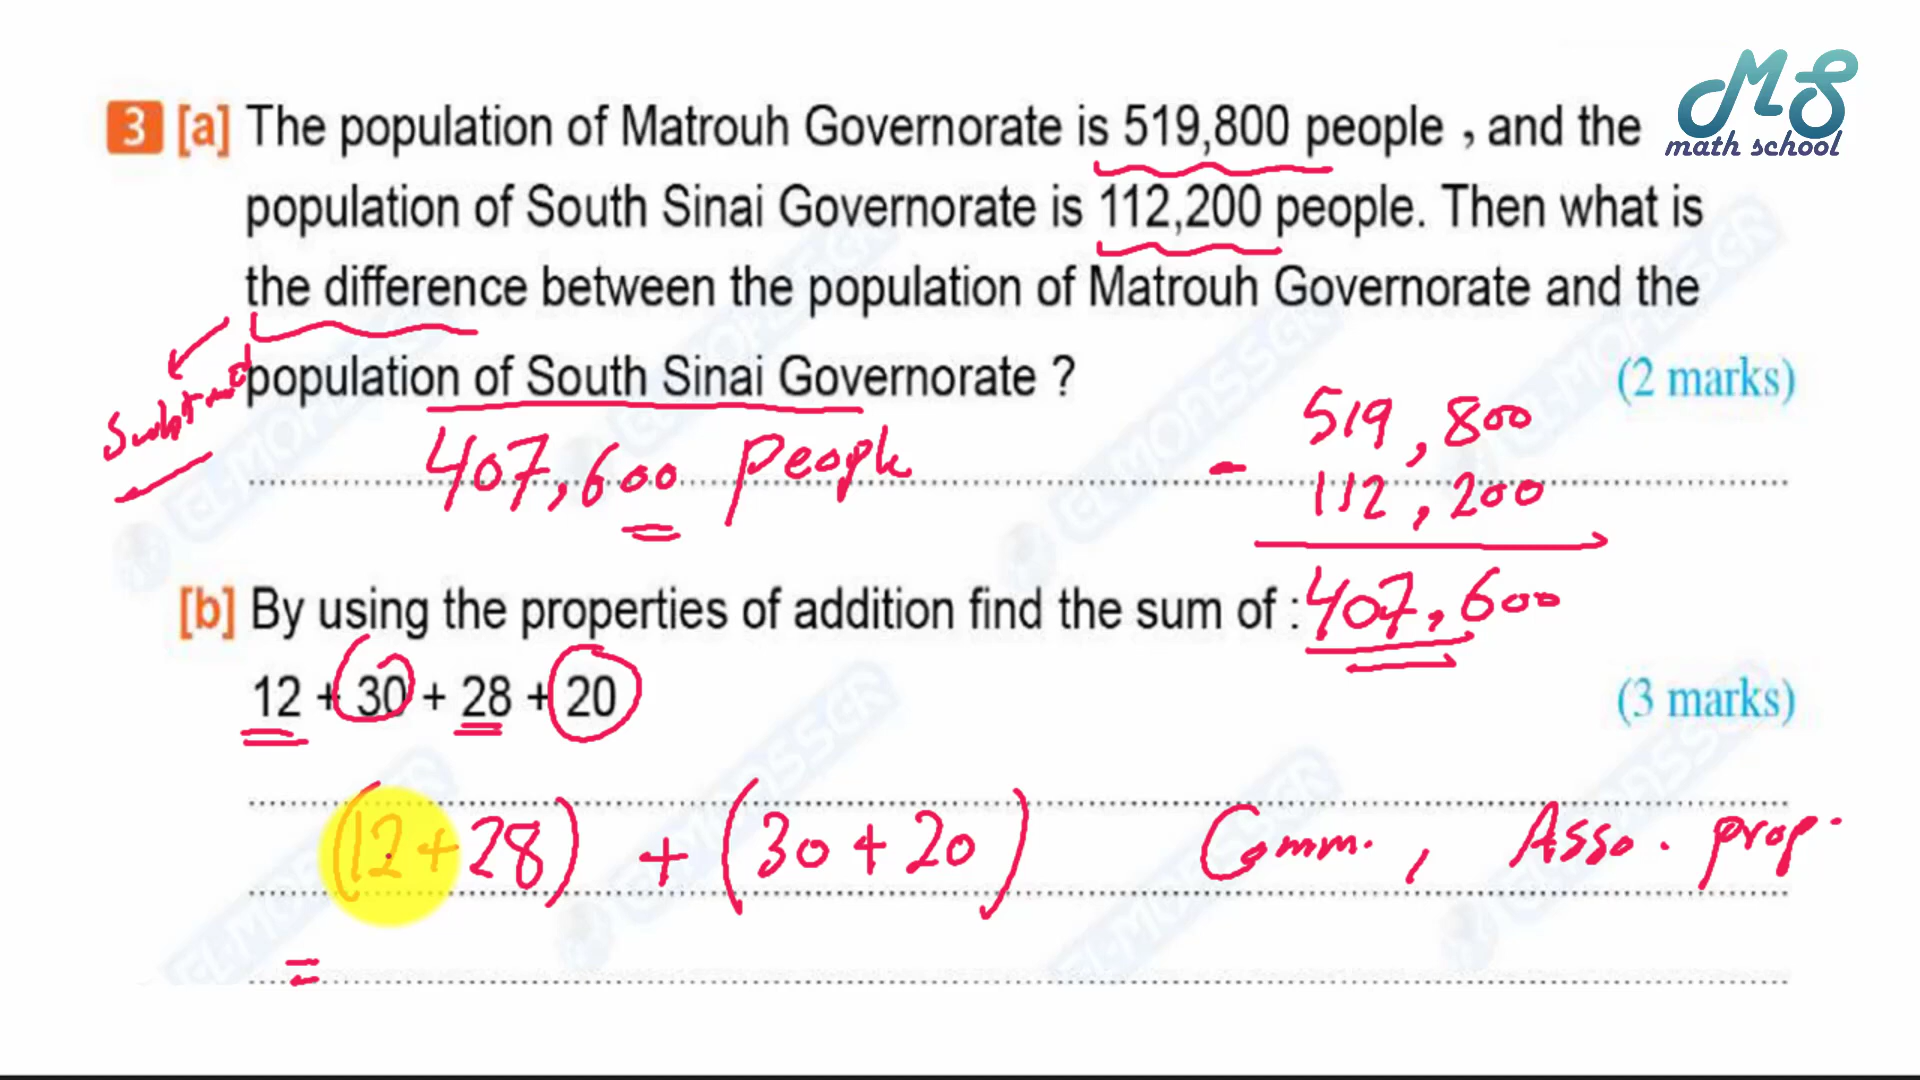 MS
math school
3 [a] The population of Matrouh Governorate is 519,800 people , and the
population of South Sinai Governorate is 112,200 people. Then what is
the difference between the population of Matrouh Governorate and the
population of South Sinai Governorate ? (2 marks)
Subtract
407,600 people
519,800
- 112,200
407,600
[b] By using the properties of addition find the sum of :
12 + 30 + 28 + 20 (3 marks)
(12+28) + (30+20) Comm. , Asso. prop.
=